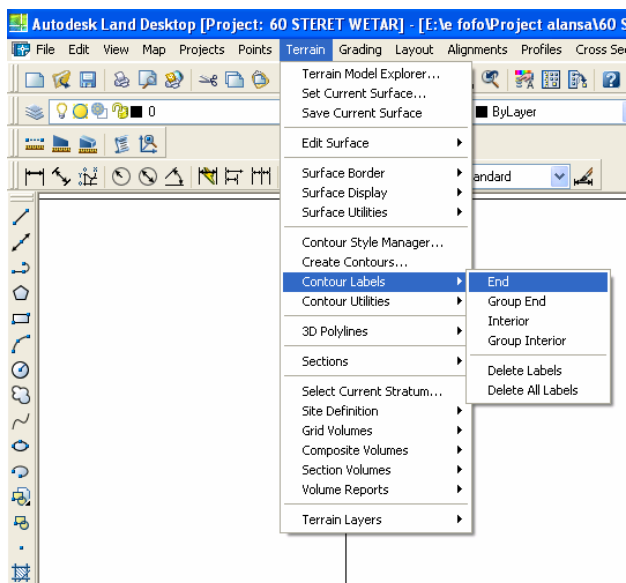 Autodesk Land Desktop [Project: 60 STERET WETAR] - [E:\e fofo\Project alansa\60 S
File Edit View Map Projects Points Terrain Grading Layout Alignments Profiles Cross Sec
Terrain Model Explorer...
Set Current Surface...
Save Current Surface
0
ByLayer
Edit Surface
Surface Border
andard
Surface Display
Surface Utilities
Contour Style Manager...
Create Contours...
Contour Labels
End
Contour Utilities
Group End
Interior
3D Polylines
Group Interior
Sections
Delete Labels
Select Current Stratum...
Delete All Labels
Site Definition
Grid Volumes
Composite Volumes
Section Volumes
Volume Reports
Terrain Layers